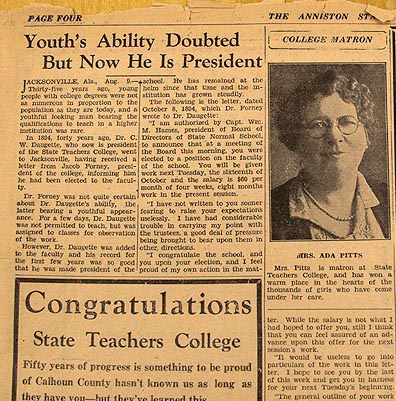 PAGE FOUR
THE ANNISTON STA
Youth's Ability Doubted
But Now He Is President
JACKSONVILLE, Ala., Aug. 9.—
Thirty-five years ago, young
people with college degrees were not
as numerous in proportion to the
population as they are today, and a
youthful looking man bearing the
qualifications to teach in a higher
institution was rare.
In 1894, forty years ago, Dr. C.
W. Daugette, who now is president
of the State Teachers College, went
to Jacksonville, having received a
letter from Jacob Forney, presi-
dent of the college, informing him
he had been elected to the facul-
ty.
Dr. Forney was not quite certain
about Dr. Daugette's ability, the
latter bearing a youthful appear-
ance. For a few days, Dr. Daugette
was not permitted to teach, but was
assigned to classes for observation
of the work.
However, Dr. Daugette was added
to the faculty and his record for
the first few years was so good
that he was made president of the
school. He has remained at the
helm since that time and the in-
stitution has grown steadily.
The following is the letter, dated
October 8, 1894, which Dr. Forney
wrote to Dr. Daugette:
"I am authorized by Capt. Wm.
M. Hames, president of Board of
Directors of State Normal School,
to announce that at a meeting of
the Board this morning, you were
elected to a position on the faculty
of the school. You will be given
work next Tuesday, the sixteenth of
October and the salary is $60 per
month of four weeks, eight months
work in the present session.
"I have not written to you sooner
fearing to raise your expectations
uselessly. I have had considerable
trouble in carrying my point with
the trustees, a good deal of pressure
being brought to bear upon them in
other directions.
"I congratulate the school, and
you upon your election, and I feel
proud of my own action in the mat-
COLLEGE MATRON
MRS. ADA PITTS
Mrs. Pitts is matron at State
Teachers College, and has won a
warm place in the hearts of the
thousands of girls who have come
under her care.
ter. While the salary is not what I
had hoped to offer you, still I think
that you can feel assured of an ad-
vance upon this offer for the next
session's work.
"It would be useless to go into
particulars of the work in this let-
ter. I hope to see you by the last
of this week and get you in harness
for your next Tuesday's beginning.
"The general outline of your work
Congratulations
State Teachers College
Fifty years of progress is something to be proud
of Calhoun County hasn't known us as long as
they have you—but they've learned this